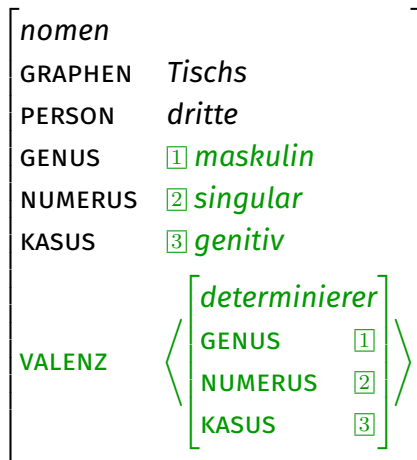 nomen
GRAPHEN Tischs
PERSON dritte
GENUS 1 maskulin
NUMERUS 2 singular
KASUS 3 genitiv
determinierer
GENUS 1
VALENZ
NUMERUS 2
KASUS 3